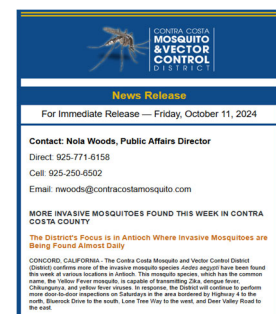 CONTRA COSTA
MOSQUITO
&VECTOR
CONTROL
DISTRICT
News Release
For Immediate Release — Friday, October 11, 2024
Contact: Nola Woods, Public Affairs Director
Direct: 925-771-6158
Cell: 925-250-6502
Email: nwoods@contracostamosquito.com
MORE INVASIVE MOSQUITOES FOUND THIS WEEK IN CONTRA
COSTA COUNTY
The District's Focus is in Antioch Where Invasive Mosquitoes are
Being Found Almost Daily
CONCORD, CALIFORNIA - The Contra Costa Mosquito and Vector Control District
(District) confirms more of the invasive mosquito species Aedes aegypti have been found
this week at various locations in Antioch. This mosquito species, which has the common
name, the Yellow Fever mosquito, is capable of transmitting Zika, dengue fever,
Chikungunya, and yellow fever viruses. In response, the District will continue to perform
more door-to-door inspections on Saturdays in the area bordered by Highway 4 to the
north, Bluerock Drive to the south, Lone Tree Way to the west, and Deer Valley Road to
the east